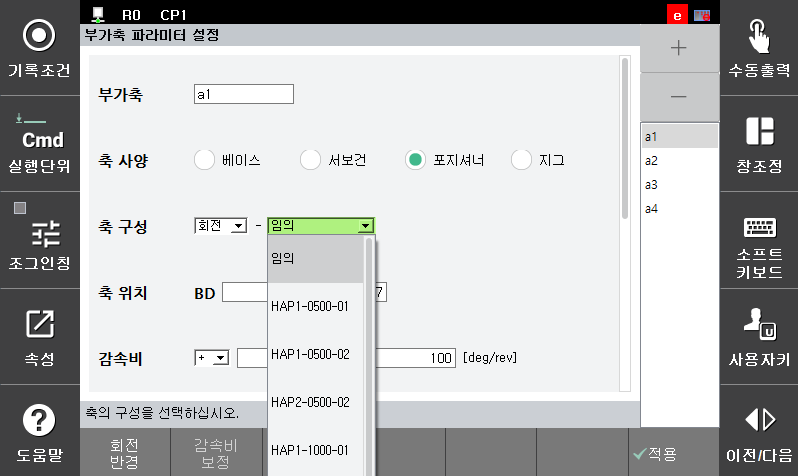 R0 CP1
e
부가축 파라미터 설정
기록조건
Cmd
실행단위
조그인칭
속성
도움말
부가축 a1
축 사양 베이스 서보건 포지셔너 지그
축 구성 회전 - 임의
임의
HAP1-0500-01
HAP1-0500-02
HAP2-0500-02
HAP1-1000-01
축 위치 BD 7
감속비 + 100 [deg/rev]
축의 구성을 선택하십시오.
회전
반경
감속비
보정
적용
+
-
a1
a2
a3
a4
수동출력
창조정
소프트
키보드
U
사용자키
이전/다음